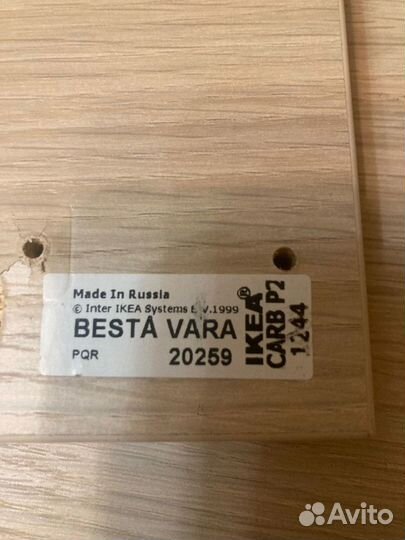 Made In Russia
© Inter IKEA Systems B.V.1999
BESTÅ VARA
PQR 20259
IKEA®
CARB P2
1244
Avito